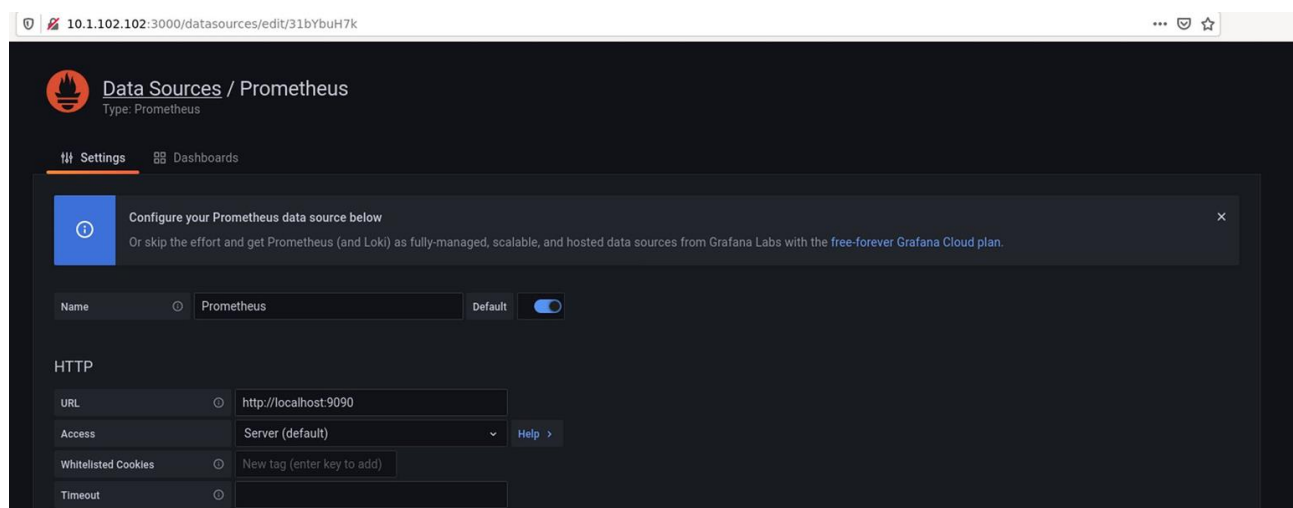 10.1.102.102:3000/datasources/edit/31bYbuH7k
Data Sources / Prometheus
Type: Prometheus
Settings Dashboards
Configure your Prometheus data source below
Or skip the effort and get Prometheus (and Loki) as fully-managed, scalable, and hosted data sources from Grafana Labs with the free-forever Grafana Cloud plan.
Name Prometheus Default
HTTP
URL http://localhost:9090
Access Server (default) Help >
Whitelisted Cookies New tag (enter key to add)
Timeout